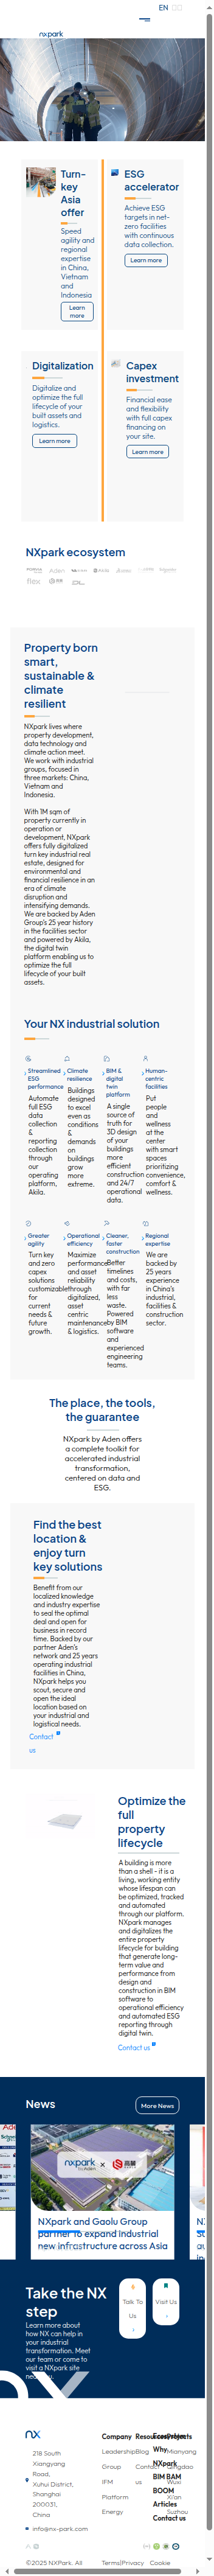 EN
nxpark
Turn-
key
Asia
offer
Speed
agility and
regional
expertise
in China,
Vietnam
and
Indonesia
Learn
more
ESG
accelerator
Achieve ESG
targets in net-
zero facilities
with continuous
data collection.
Learn more
Digitalization
Digitalize and
optimize the full
lifecycle of your
built assets and
logistics.
Learn more
Capex
investment
Financial ease
and flexibility
with full capex
financing on
your site.
Learn more
NXpark ecosystem
Aden
flex
Property born
smart,
sustainable &
climate
resilient
NXpark lives where
property development,
data technology and
climate action meet.
We work with industrial
groups, focused in
three markets: China,
Vietnam and
Indonesia.
With 1M sqm of
property currently in
operation or
development, NXpark
offers fully digitalized
turn key industrial real
estate, designed for
environmental and
financial resilience in an
era of climate
disruption and
intensifying demands.
We are backed by Aden
Group's 25 year history
in the facilities sector
and powered by Akila,
the digital twin
platform enabling us to
optimize the full
lifecycle of your built
assets.
Your NX industrial solution
Streamlined
ESG
performance
Automate
full ESG
data
collection
&
reporting
collection
through
our
operating
platform,
Akila.
Climate
resilience
Buildings
designed
to excel
even as
conditions
&
demands
on
buildings
grow
more
extreme.
BIM &
digital
twin
platform
A single
source of
truth for
3D design
of your
buildings
more
efficient
construction
and 24/7
operational
data.
Human-
centric
facilities
Put
people
and
wellness
at the
center
with smart
spaces
prioritizing
convenience,
comfort &
wellness.
Greater
agility
Turn key
and zero
capex
solutions
customizable
for
current
needs &
future
growth.
Operational
efficiency
Maximize
performance
and asset
reliability
through
digitalized,
asset
centric
maintenance
& logistics.
Cleaner,
faster
construction
Better
timelines
and costs,
with far
less
waste.
Powered
by BIM
software
and
experienced
engineering
teams.
Regional
expertise
We are
backed by
25 years
experience
in China's
industrial,
facilities &
construction
sector.
The place, the tools,
the guarantee
NXpark by Aden offers
a complete toolkit for
accelerated industrial
transformation,
centered on data and
ESG.
Find the best
location &
enjoy turn
key solutions
Benefit from our
localized knowledge
and industry expertise
to seal the optimal
deal and open for
business in record
time. Backed by our
partner Aden's
network and 25 years
operating industrial
facilities in China,
NXpark helps you
scout, secure and
open the ideal
location based on
your industrial and
logistical needs.
Contact
us
Optimize the
full
property
lifecycle
A building is more
than a shell - it is a
living, working entity
whose lifespan can
be optimized, tracked
and automated
through our platform.
NXpark manages
and digitalizes the
entire property
lifecycle for building
that generate long-
term value and
performance from
design and
construction in BIM
software to
operational efficiency
and automated ESG
reporting through
digital twin.
Contact us
News
More News
nxpark
by Aden
×
NXpark and Gaolu Group
partner to expand industrial
new infrastructure across Asia
Take the NX
step
Learn more about
how NX can help in
your industrial
transformation. Meet
our team or come to
visit a NXPark site
near you.
Talk To
Us
›
Visit Us
›
nx
218 South
Xiangyang
Road,
Xuhui District,
Shanghai
200031,
China
info@nx-park.com
Company
Leadership
Group
IFM
Platform
Energy
Resources
Blog
Contact
us
Projects
Mianyang
Qingdao
Wuxi
Xi'an
Suzhou
Why
NXpark
BIM BAM
BOOM
Articles
Contact us
©2025 NXPark. All
Terms|Privacy
Cookie